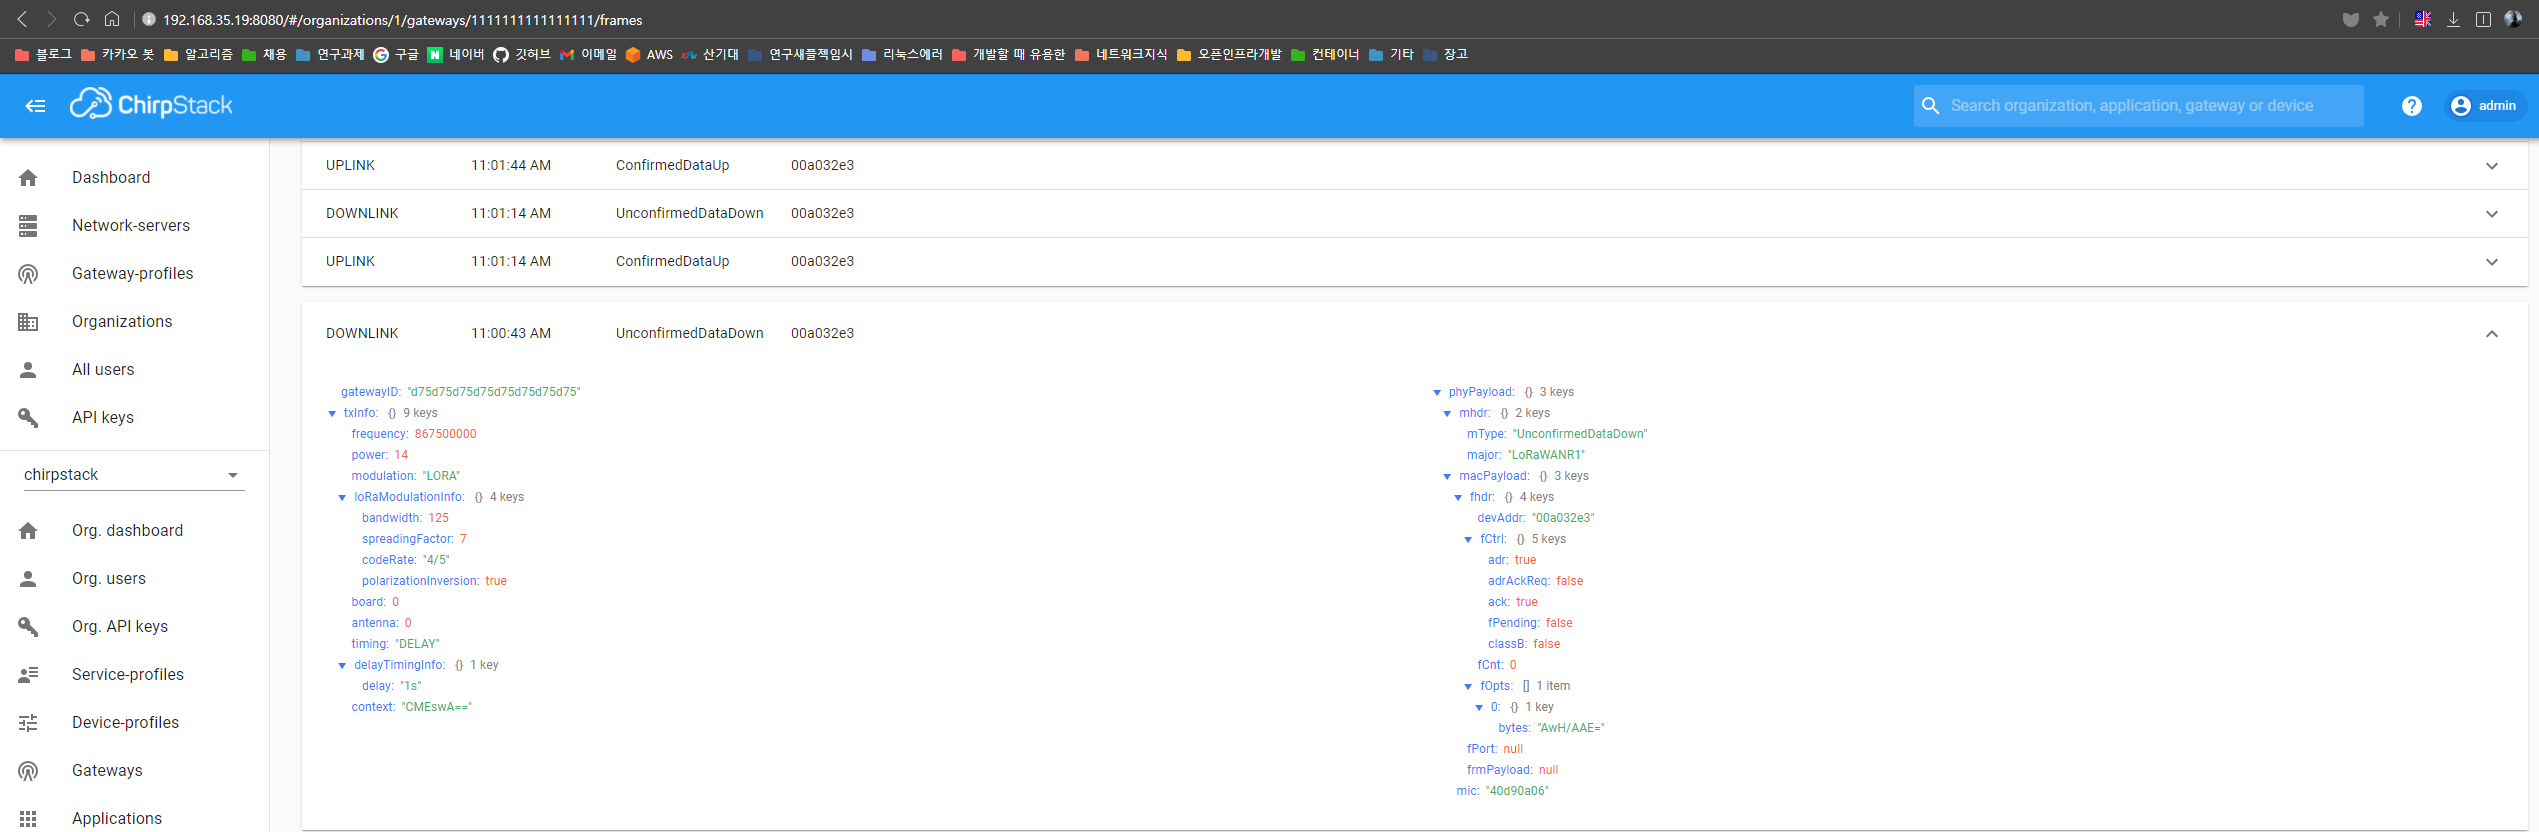 192.168.35.19:8080/#/organizations/1/gateways/1111111111111111/frames
블로그 카카오 봇 알고리즘 채용 연구과제 구글 네이버 깃허브 이메일 AWS 산기대 연구새플젝임시 리눅스에러 개발할 때 유용한 네트워크지식 오픈인프라개발 컨테이너 기타 장고
ChirpStack
Search organization, application, gateway or device
admin
Dashboard
Network-servers
Gateway-profiles
Organizations
All users
API keys
chirpstack
Org. dashboard
Org. users
Org. API keys
Service-profiles
Device-profiles
Gateways
Applications
UPLINK 11:01:44 AM ConfirmedDataUp 00a032e3
DOWNLINK 11:01:14 AM UnconfirmedDataDown 00a032e3
UPLINK 11:01:14 AM ConfirmedDataUp 00a032e3
DOWNLINK 11:00:43 AM UnconfirmedDataDown 00a032e3
gatewayID: "d75d75d75d75d75d75d75d75"
txInfo: {} 9 keys
frequency: 867500000
power: 14
modulation: "LORA"
loRaModulationInfo: {} 4 keys
bandwidth: 125
spreadingFactor: 7
codeRate: "4/5"
polarizationInversion: true
board: 0
antenna: 0
timing: "DELAY"
delayTimingInfo: {} 1 key
delay: "1s"
context: "CMEswA=="
phyPayload: {} 3 keys
mhdr: {} 2 keys
mType: "UnconfirmedDataDown"
major: "LoRaWANR1"
macPayload: {} 3 keys
fhdr: {} 4 keys
devAddr: "00a032e3"
fCtrl: {} 5 keys
adr: true
adrAckReq: false
ack: true
fPending: false
classB: false
fCnt: 0
fOpts: [] 1 item
0: {} 1 key
bytes: "AwH/AAE="
fPort: null
frmPayload: null
mic: "40d90a06"